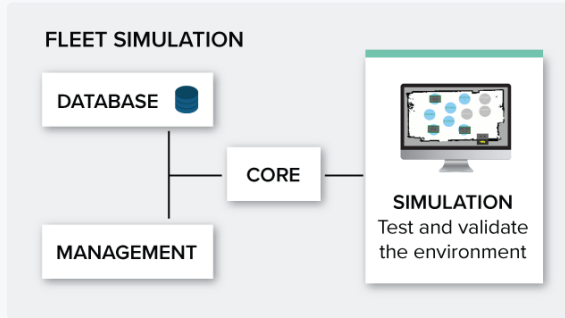 FLEET SIMULATION
DATABASE
MANAGEMENT
CORE
SIMULATION
Test and validate
the environment